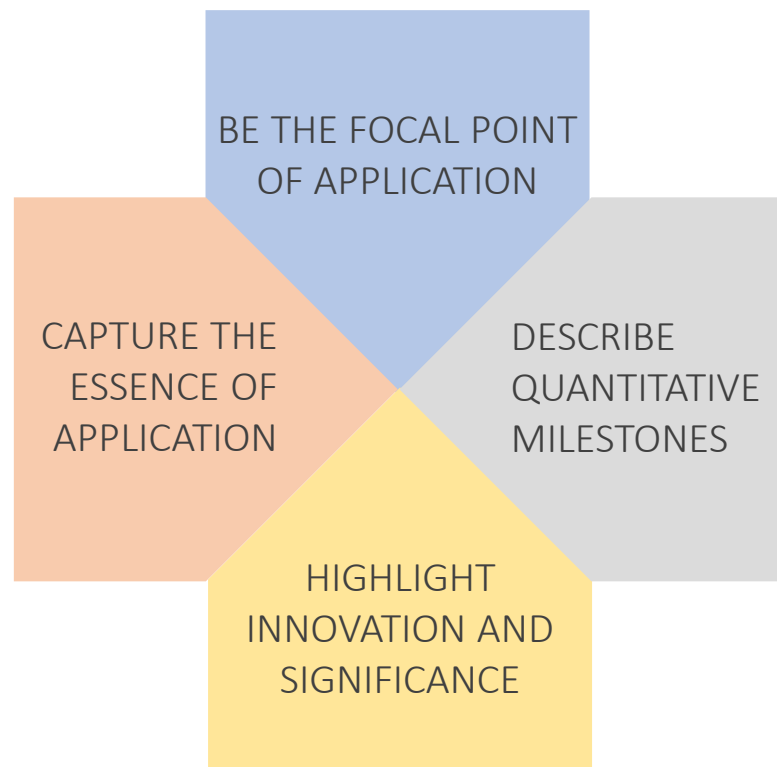 BE THE FOCAL POINT
OF APPLICATION
CAPTURE THE
ESSENCE OF
APPLICATION
DESCRIBE
QUANTITATIVE
MILESTONES
HIGHLIGHT
INNOVATION AND
SIGNIFICANCE